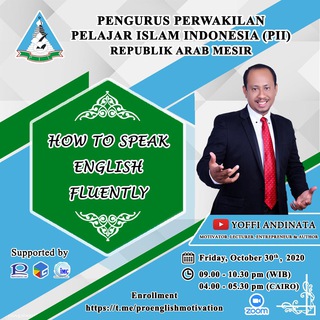 PENGURUS PERWAKILAN
PELAJAR ISLAM INDONESIA (PII)
REPUBLIK ARAB MESIR
HOW TO SPEAK
ENGLISH
FLUENTLY
YOFFI ANDINATA
MOTIVATOR, LECTURER, ENTREPRENEUR & AUTHOR
Supported by
Friday, October 30th, 2020
09:00 - 10:30 pm (WIB)
04:00 - 05:30 pm (CAIRO)
Enrollment
https://t.me/proenglishmotivation
zoom